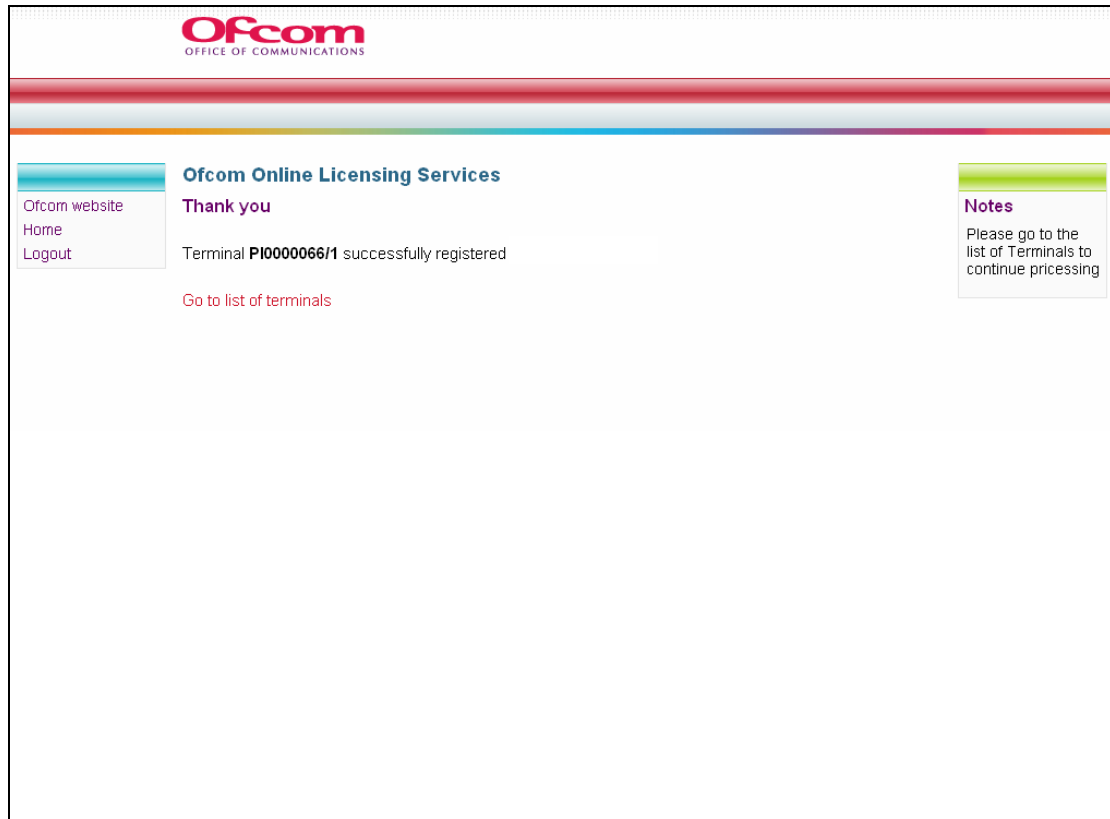 Ofcom
OFFICE OF COMMUNICATIONS
Ofcom website
Home
Logout
Ofcom Online Licensing Services
Thank you
Terminal PI0000066/1 successfully registered
Go to list of terminals
Notes
Please go to the
list of Terminals to
continue pricessing